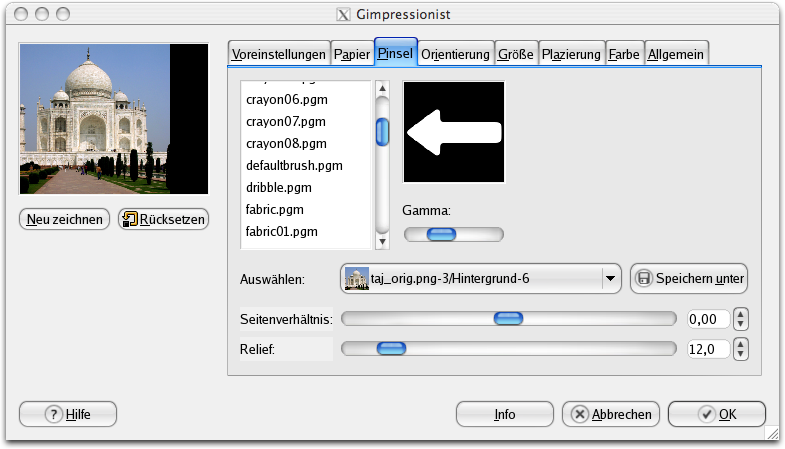 Gimpressionist
Voreinstellungen Papier Pinsel Orientierung Größe Plazierung Farbe Allgemein
crayon06.pgm
crayon07.pgm
crayon08.pgm
defaultbrush.pgm
dribble.pgm
fabric.pgm
fabric01.pgm
Neu zeichnen Rücksetzen
Gamma:
Auswählen: taj_orig.png-3/Hintergrund-6 Speichern unter
Seitenverhältnis: 0,00
Relief: 12,0
Hilfe Info Abbrechen OK